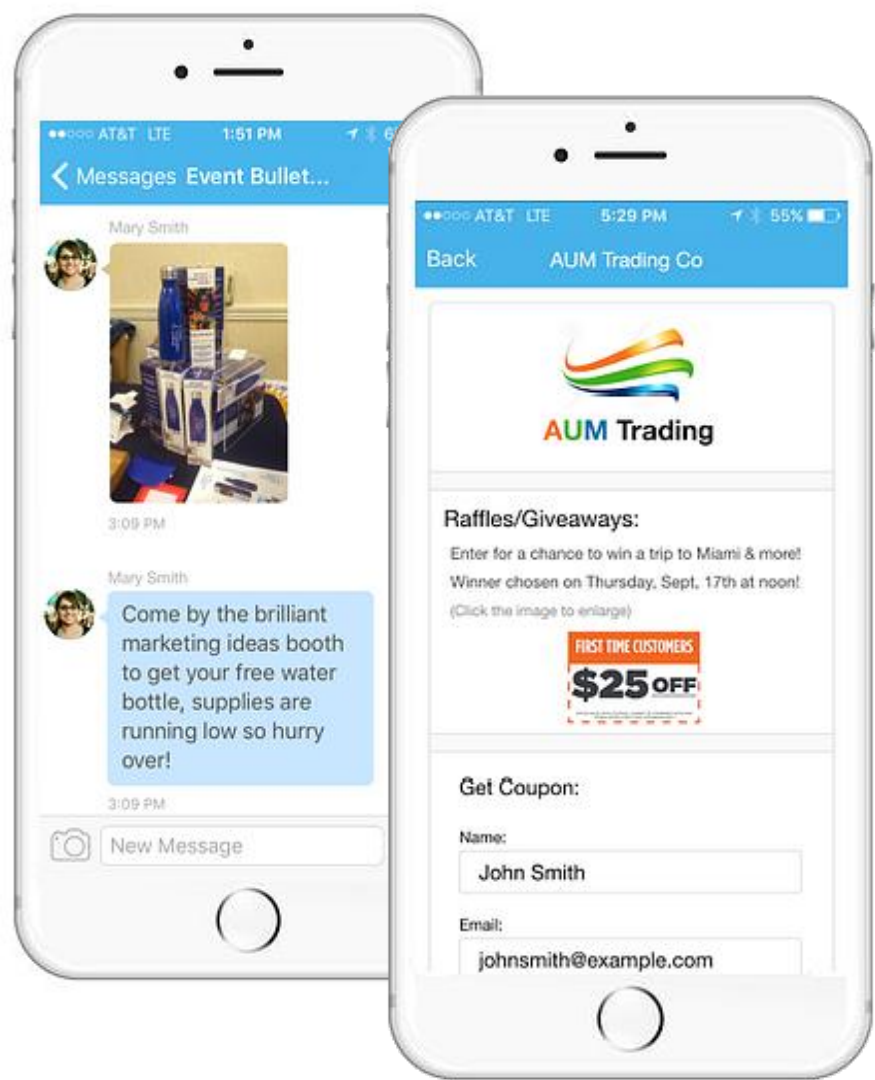 AT&T LTE 1:51 PM
Messages Event Bullet...
Mary Smith
3:09 PM
Mary Smith
Come by the brilliant
marketing ideas booth
to get your free water
bottle, supplies are
running low so hurry
over!
3:09 PM
New Message
AT&T LTE 5:29 PM 55%
Back AUM Trading Co
AUM Trading
Raffles/Giveaways:
Enter for a chance to win a trip to Miami & more!
Winner chosen on Thursday, Sept, 17th at noon!
(Click the image to enlarge)
FIRST TIME CUSTOMERS
$25 OFF
Get Coupon:
Name:
John Smith
Email:
johnsmith@example.com